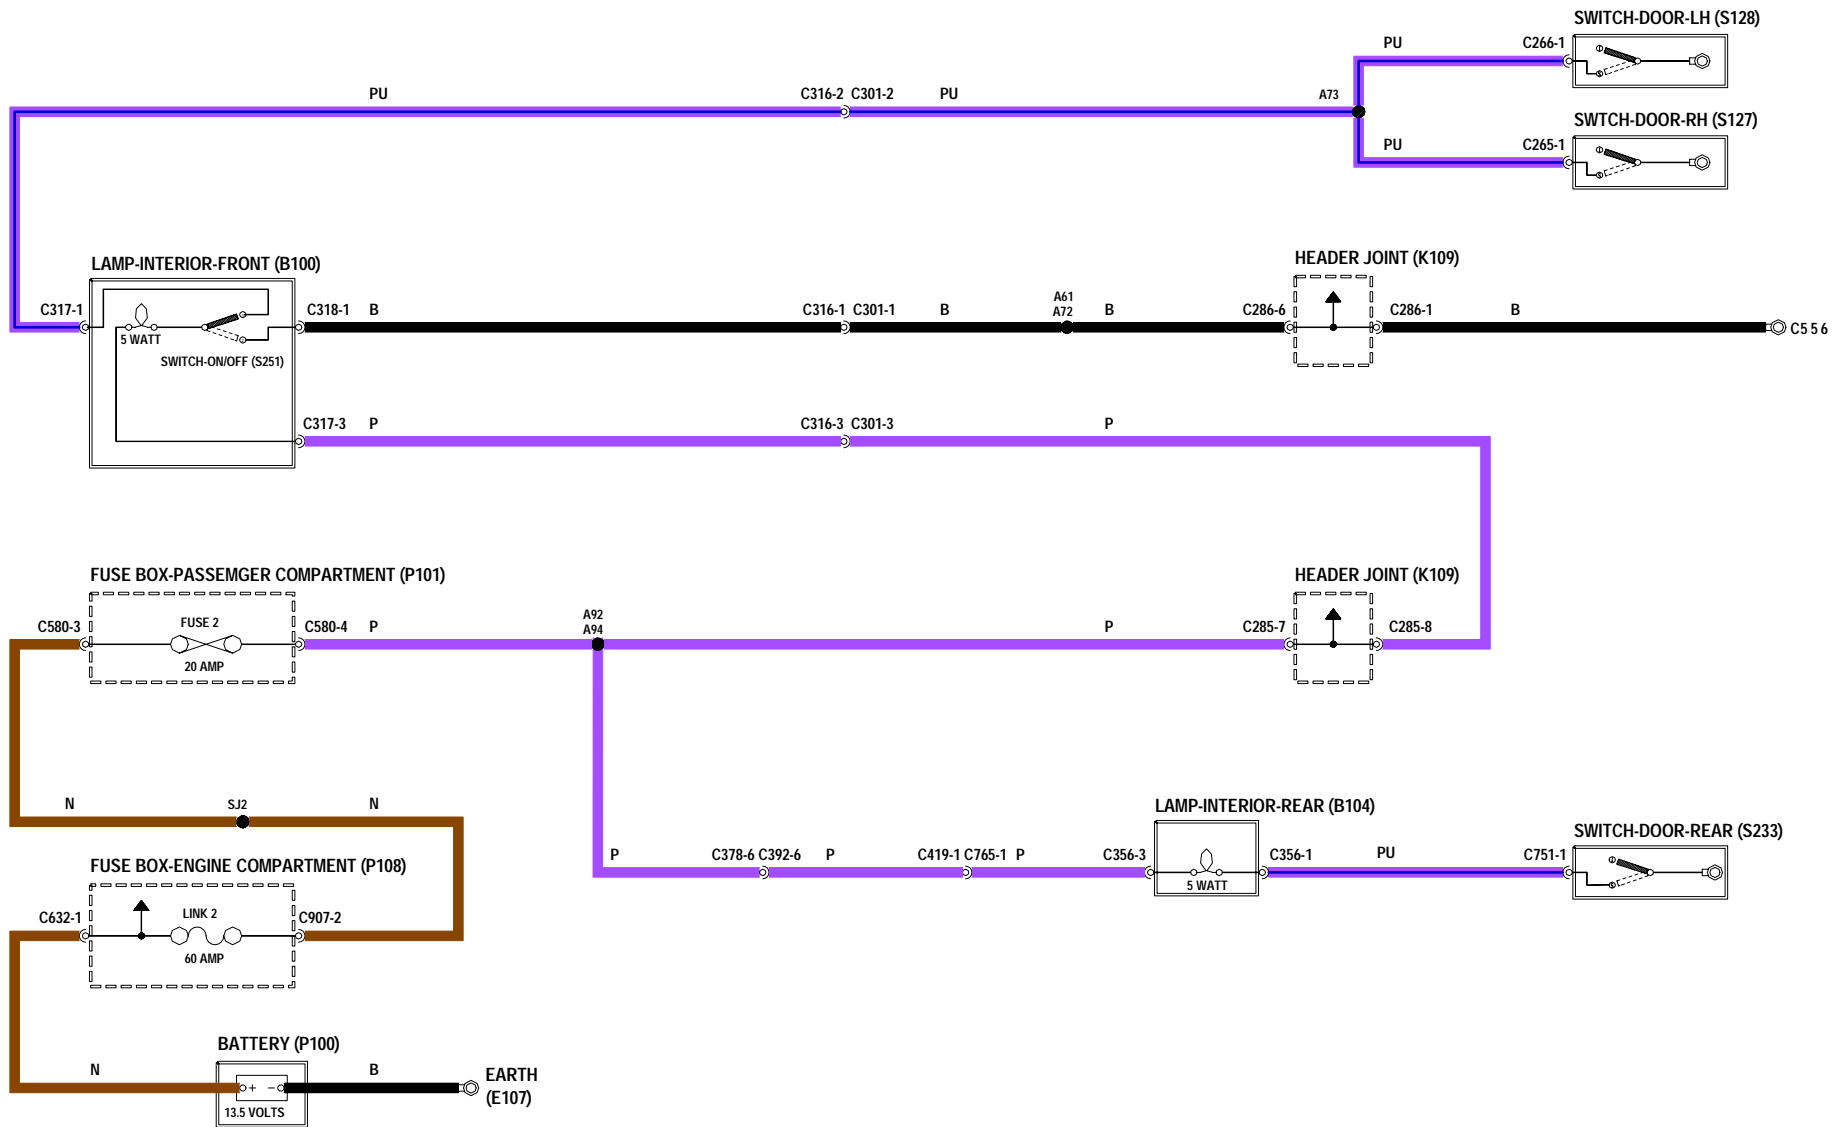 SWITCH-DOOR-LH (S128)
PU
C266-1
PU
C316-2 C301-2
PU
A73
SWTCH-DOOR-RH (S127)
PU
C265-1
LAMP-INTERIOR-FRONT (B100)
HEADER JOINT (K109)
C317-1
5 WATT
SWITCH-ON/OFF (S251)
C318-1
B
C316-1 C301-1
B
A61
A72
B
C286-6
C286-1
B
C556
C317-3
P
C316-3 C301-3
P
FUSE BOX-PASSEMGER COMPARTMENT (P101)
HEADER JOINT (K109)
C580-3
FUSE 2
20 AMP
C580-4
P
A92
A94
P
C285-7
C285-8
N
SJ2
N
LAMP-INTERIOR-REAR (B104)
SWITCH-DOOR-REAR (S233)
P
C378-6 C392-6
P
C419-1 C765-1
P
C356-3
5 WATT
C356-1
PU
C751-1
FUSE BOX-ENGINE COMPARTMENT (P108)
C632-1
LINK 2
60 AMP
C907-2
BATTERY (P100)
N
+ −
13.5 VOLTS
B
EARTH
(E107)